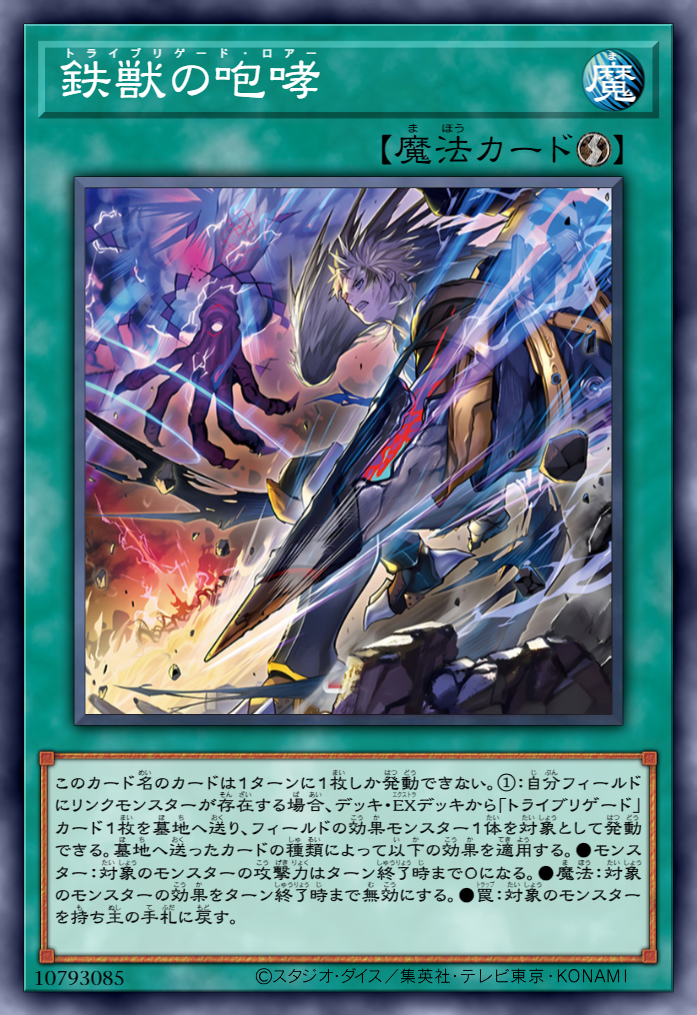 トライブリゲード・ロアー
鉄獣の咆哮
魔
【魔法カード】
このカード名のカードは1ターンに1枚しか発動できない。①:自分フィールド
にリンクモンスターが存在する場合、デッキ・EXデッキから「トライブリゲード」
カード1枚を墓地へ送り、フィールドの効果モンスター1体を対象として発動
できる。墓地へ送ったカードの種類によって以下の効果を適用する。●モンス
ター:対象のモンスターの攻撃力はターン終了時まで0になる。●魔法:対象
のモンスターの効果をターン終了時まで無効にする。●罠:対象のモンスター
を持ち主の手札に戻す。
10793085
©スタジオ・ダイス/集英社・テレビ東京・KONAMI